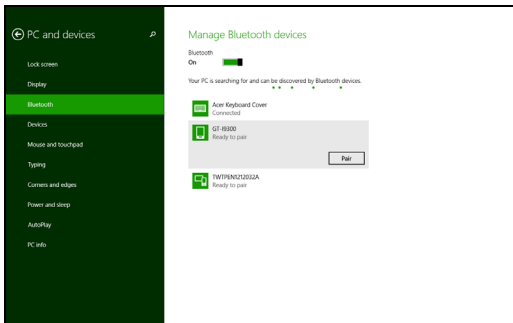 PC and devices
Lock screen
Display
Bluetooth
Devices
Mouse and touchpad
Typing
Corners and edges
Power and sleep
AutoPlay
PC info
Manage Bluetooth devices
Bluetooth
On
Your PC is searching for and can be discovered by Bluetooth devices.
Acer Keyboard Cover
Connected
GT-I9300
Ready to pair
Pair
TWTPEN1212032A
Ready to pair